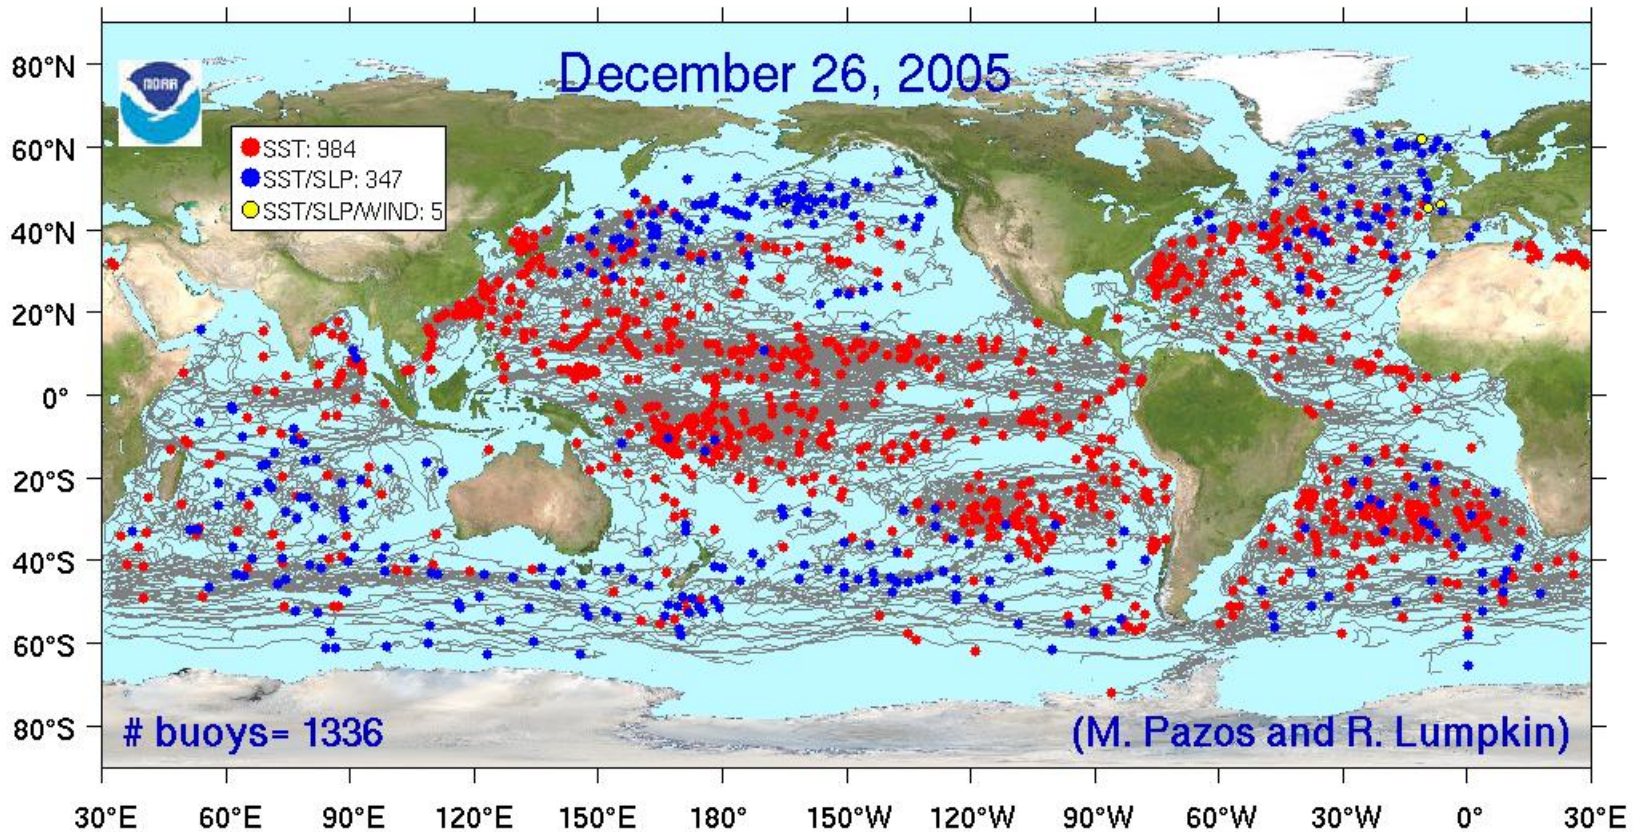 December 26, 2005
80°N
60°N
40°N
20°N
0°
20°S
40°S
60°S
80°S
NOAA
SST: 984
SST/SLP: 347
SST/SLP/WIND: 5
# buoys= 1336
(M. Pazos and R. Lumpkin)
30°E 60°E 90°E 120°E 150°E 180° 150°W 120°W 90°W 60°W 30°W 0° 30°E